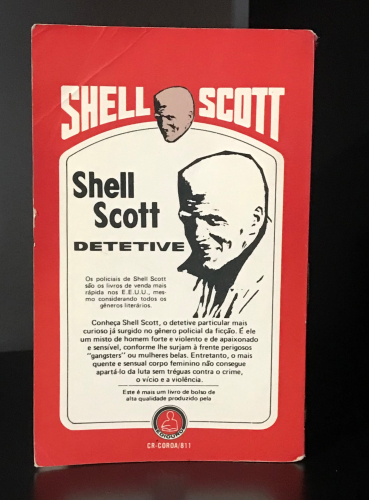 SHELL SCOTT
Shell
Scott
DETETIVE
Os policiais de Shell Scott
são os livros de venda mais
rápida nos E.E.U.U., mes-
mo considerando todos os
gêneros literários.
Conheça Shell Scott, o detetive particular mais
curioso já surgido no gênero policial da ficção. É ele
um misto de homem forte e violento e de apaixonado
e sensível, conforme lhe surjam à frente perigosos
"gangsters" ou mulheres belas. Entretanto, o mais
quente e sensual corpo feminino não consegue
apartá-lo da luta sem tréguas contra o crime,
o vício e a violência.
Este é mais um livro de bolso de
alta qualidade produzido pela
EDIOURO
CB-COROA/811